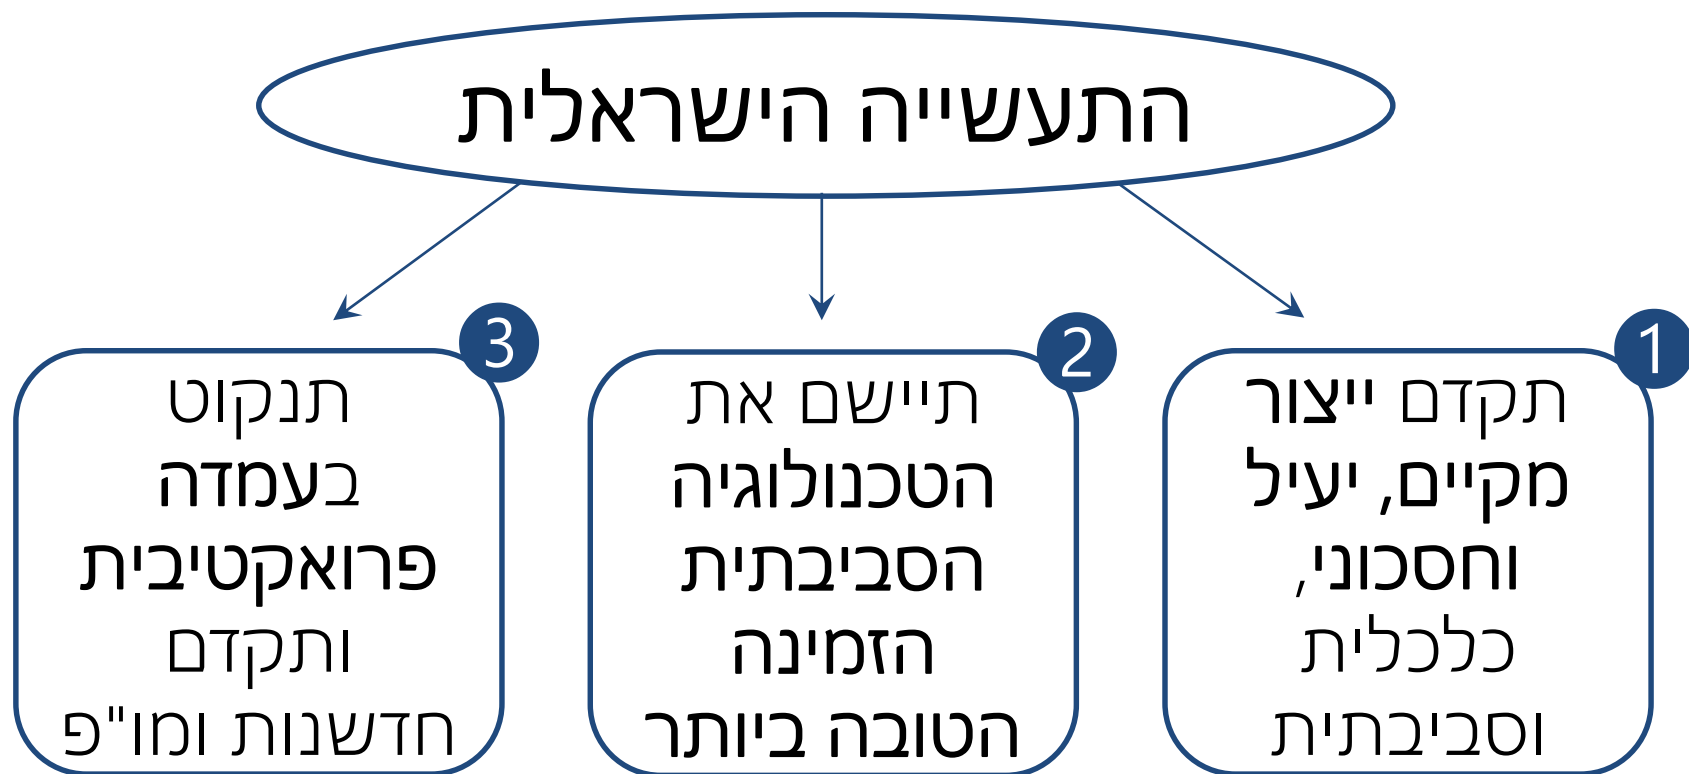 התעשייה הישראלית
1
תקדם ייצור
מקיים, יעיל
וחסכוני,
כלכלית
וסביבתית
2
תיישם את
הטכנולוגיה
הסביבתית
הזמינה
הטובה ביותר
3
תנקוט
בעמדה
פרואקטיבית
ותקדם
חדשנות ומו"פ